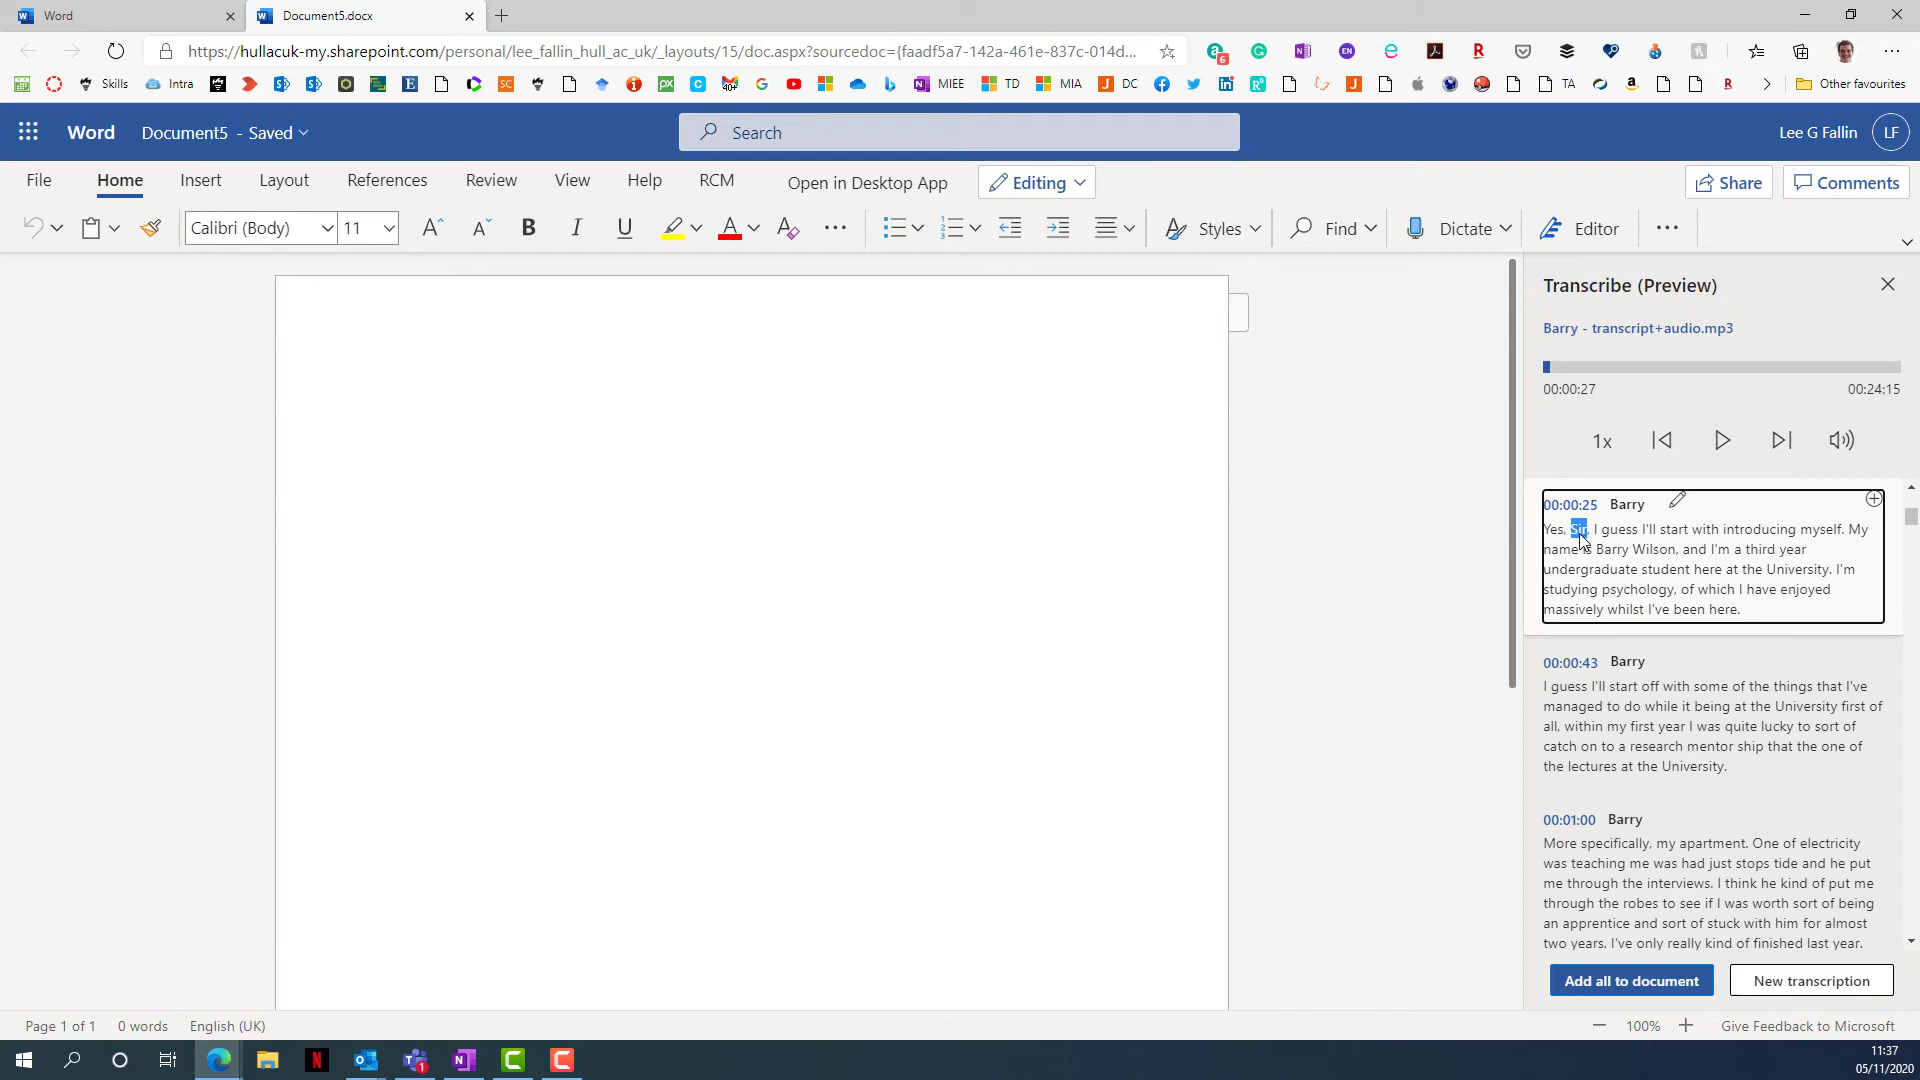 Word
Document5.docx
https://hullacuk-my.sharepoint.com/personal/lee_fallin_hull_ac_uk/_layouts/15/doc.aspx?sourcedoc={faadf5a7-142a-461e-837c-014d...
Skills Intra MIEE TD MIA DC TA Other favourites
Word Document5 - Saved Search Lee G Fallin LF
File Home Insert Layout References Review View Help RCM Open in Desktop App Editing Share Comments
Calibri (Body) 11 B I U Styles Find Dictate Editor
Transcribe (Preview)
Barry - transcript+audio.mp3
00:00:27 00:24:15
1x
00:00:25 Barry
Yes, Sir, I guess I'll start with introducing myself. My
name is Barry Wilson, and I'm a third year
undergraduate student here at the University. I'm
studying psychology, of which I have enjoyed
massively whilst I've been here.
00:00:43 Barry
I guess I'll start off with some of the things that I've
managed to do while it being at the University first of
all, within my first year I was quite lucky to sort of
catch on to a research mentor ship that the one of
the lectures at the University.
00:01:00 Barry
More specifically, my apartment. One of electricity
was teaching me was had just stops tide and he put
me through the interviews. I think he kind of put me
through the robes to see if I was worth sort of being
an apprentice and sort of stuck with him for almost
two years. I've only really kind of finished last year.
Add all to document New transcription
Page 1 of 1 0 words English (UK) 100% Give Feedback to Microsoft
11:37
05/11/2020